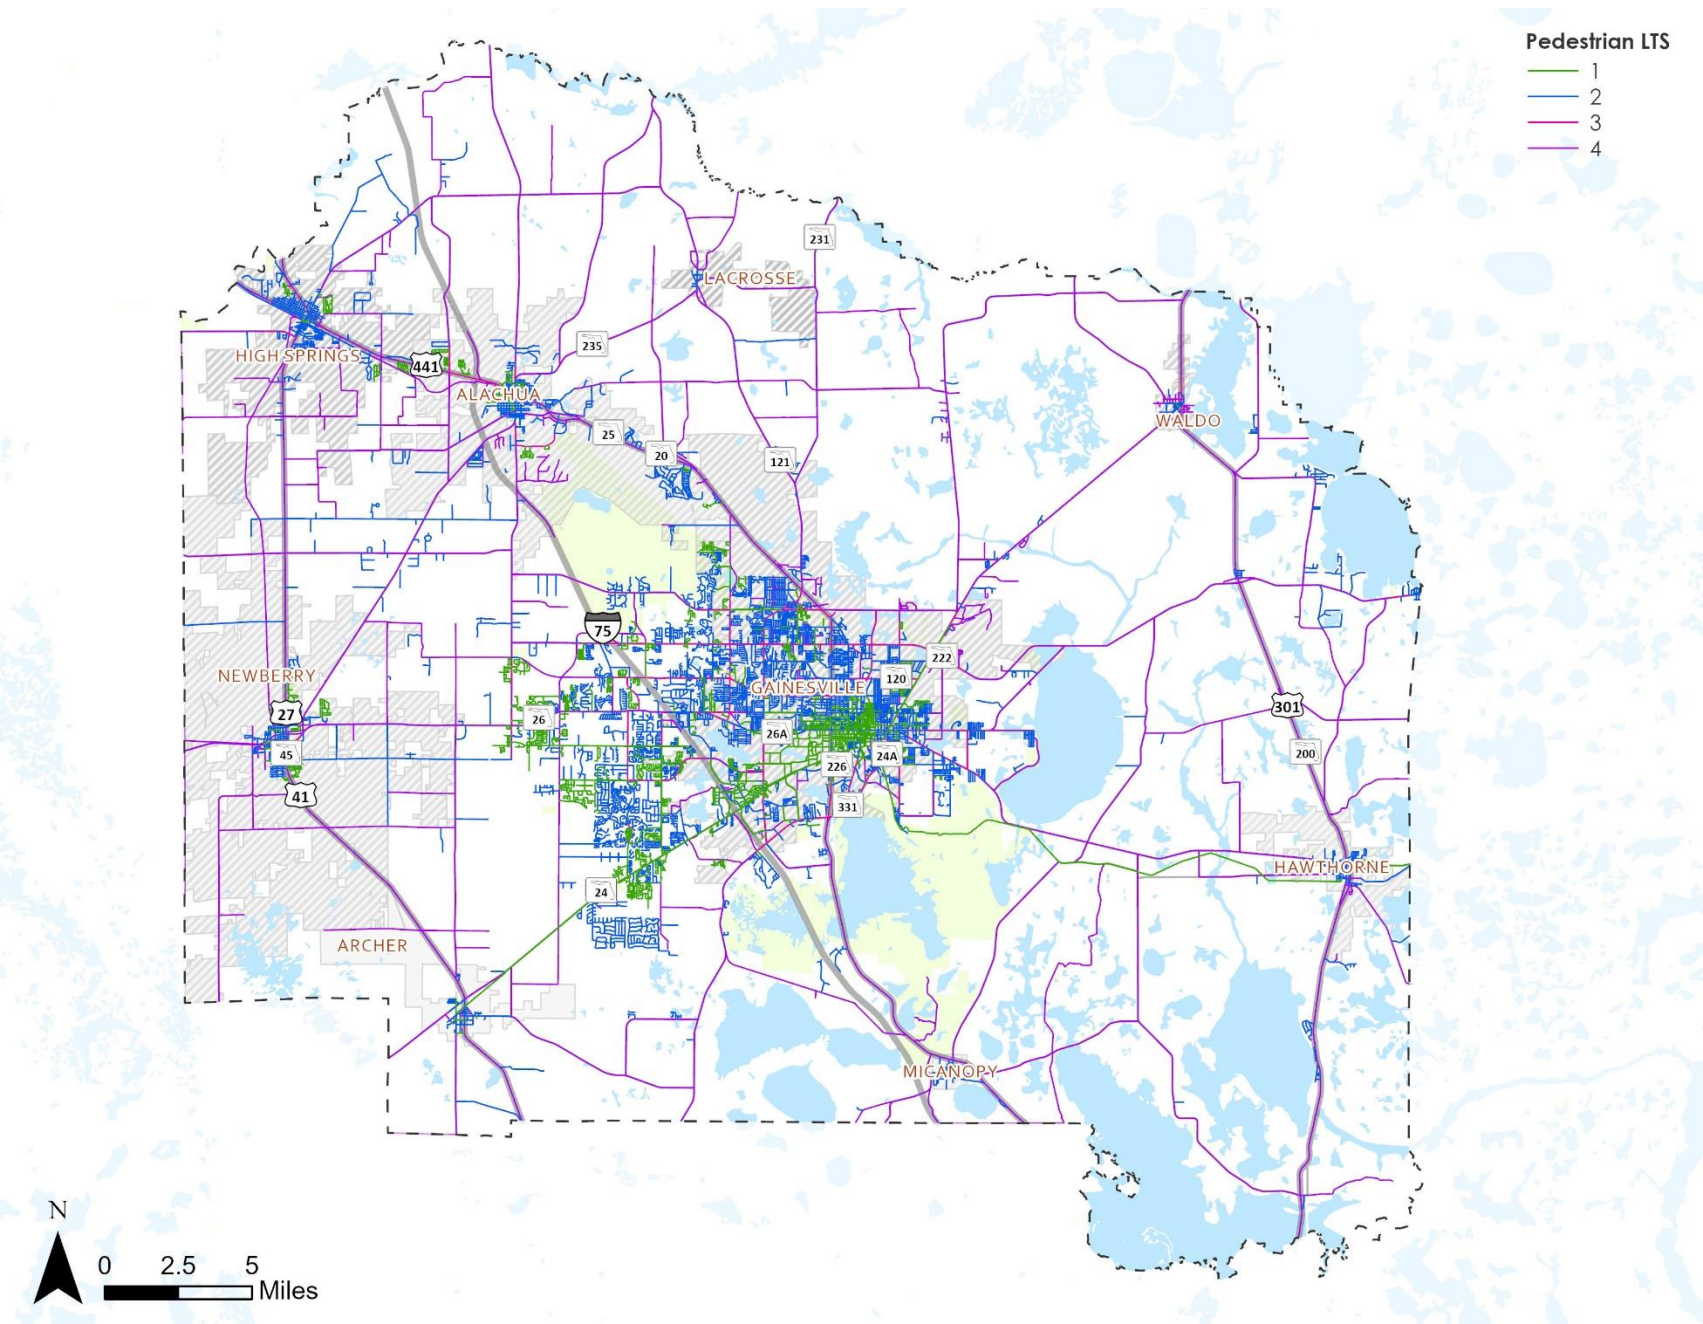 Pedestrian LTS
1
2
3
4
231
LACROSSE
235
HIGH SPRINGS
441
ALACHUA
WALDO
25
20
121
75
222
NEWBERRY
120
GAINESVILLE
27
26
301
26A
45
226
24A
200
41
331
HAWTHORNE
24
ARCHER
MICANOPY
N
0 2.5 5
Miles